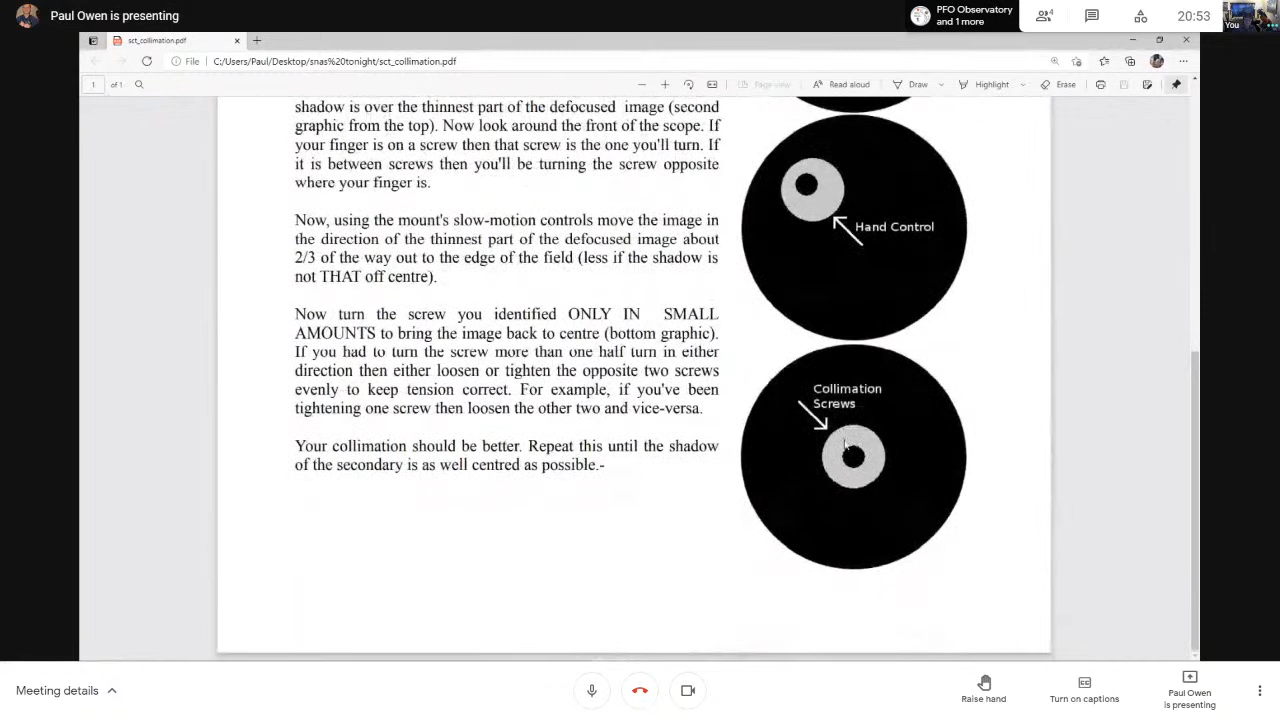 Paul Owen is presenting
PFO Observatory
and 1 more
4
20:53
You
sct_collimation.pdf
File
C:/Users/Paul/Desktop/snas%20tonight/sct_collimation.pdf
1
of 1
Page view
Read aloud
Draw
Highlight
Erase
shadow is over the thinnest part of the defocused image (second
graphic from the top). Now look around the front of the scope. If
your finger is on a screw then that screw is the one you'll turn. If
it is between screws then you'll be turning the screw opposite
where your finger is.
Now, using the mount's slow-motion controls move the image in
the direction of the thinnest part of the defocused image about
2/3 of the way out to the edge of the field (less if the shadow is
not THAT off centre).
Now turn the screw you identified ONLY IN SMALL
AMOUNTS to bring the image back to centre (bottom graphic).
If you had to turn the screw more than one half turn in either
direction then either loosen or tighten the opposite two screws
evenly to keep tension correct. For example, if you've been
tightening one screw then loosen the other two and vice-versa.
Your collimation should be better. Repeat this until the shadow
of the secondary is as well centred as possible.-
Hand Control
Collimation
Screws
Meeting details
Raise hand
Turn on captions
Paul Owen
is presenting